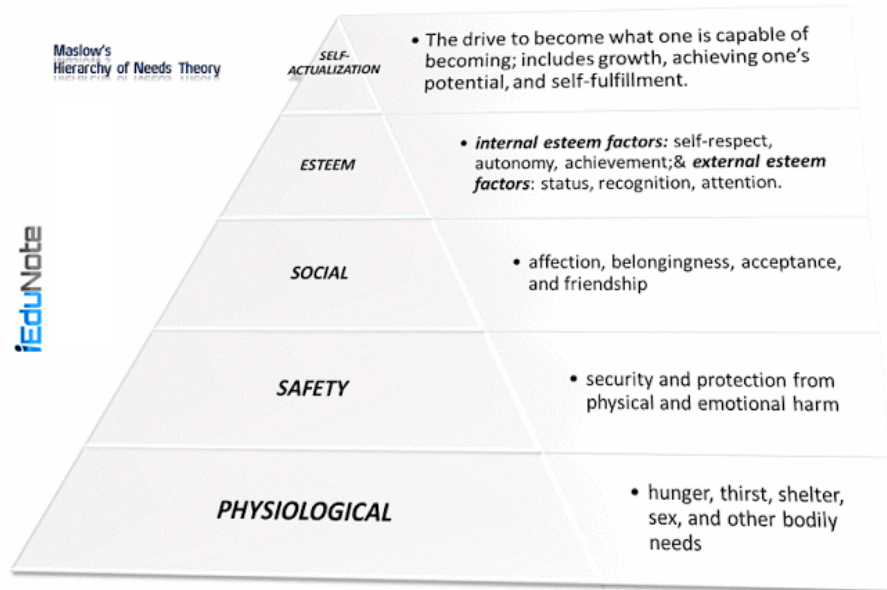 Maslow's
Hierarchy of Needs Theory
SELF-
ACTUALIZATION
• The drive to become what one is capable of
becoming; includes growth, achieving one's
potential, and self-fulfillment.
ESTEEM
• internal esteem factors: self-respect,
autonomy, achievement;& external esteem
factors: status, recognition, attention.
iEduNote
SOCIAL
• affection, belongingness, acceptance,
and friendship
SAFETY
• security and protection from
physical and emotional harm
PHYSIOLOGICAL
• hunger, thirst, shelter,
sex, and other bodily
needs